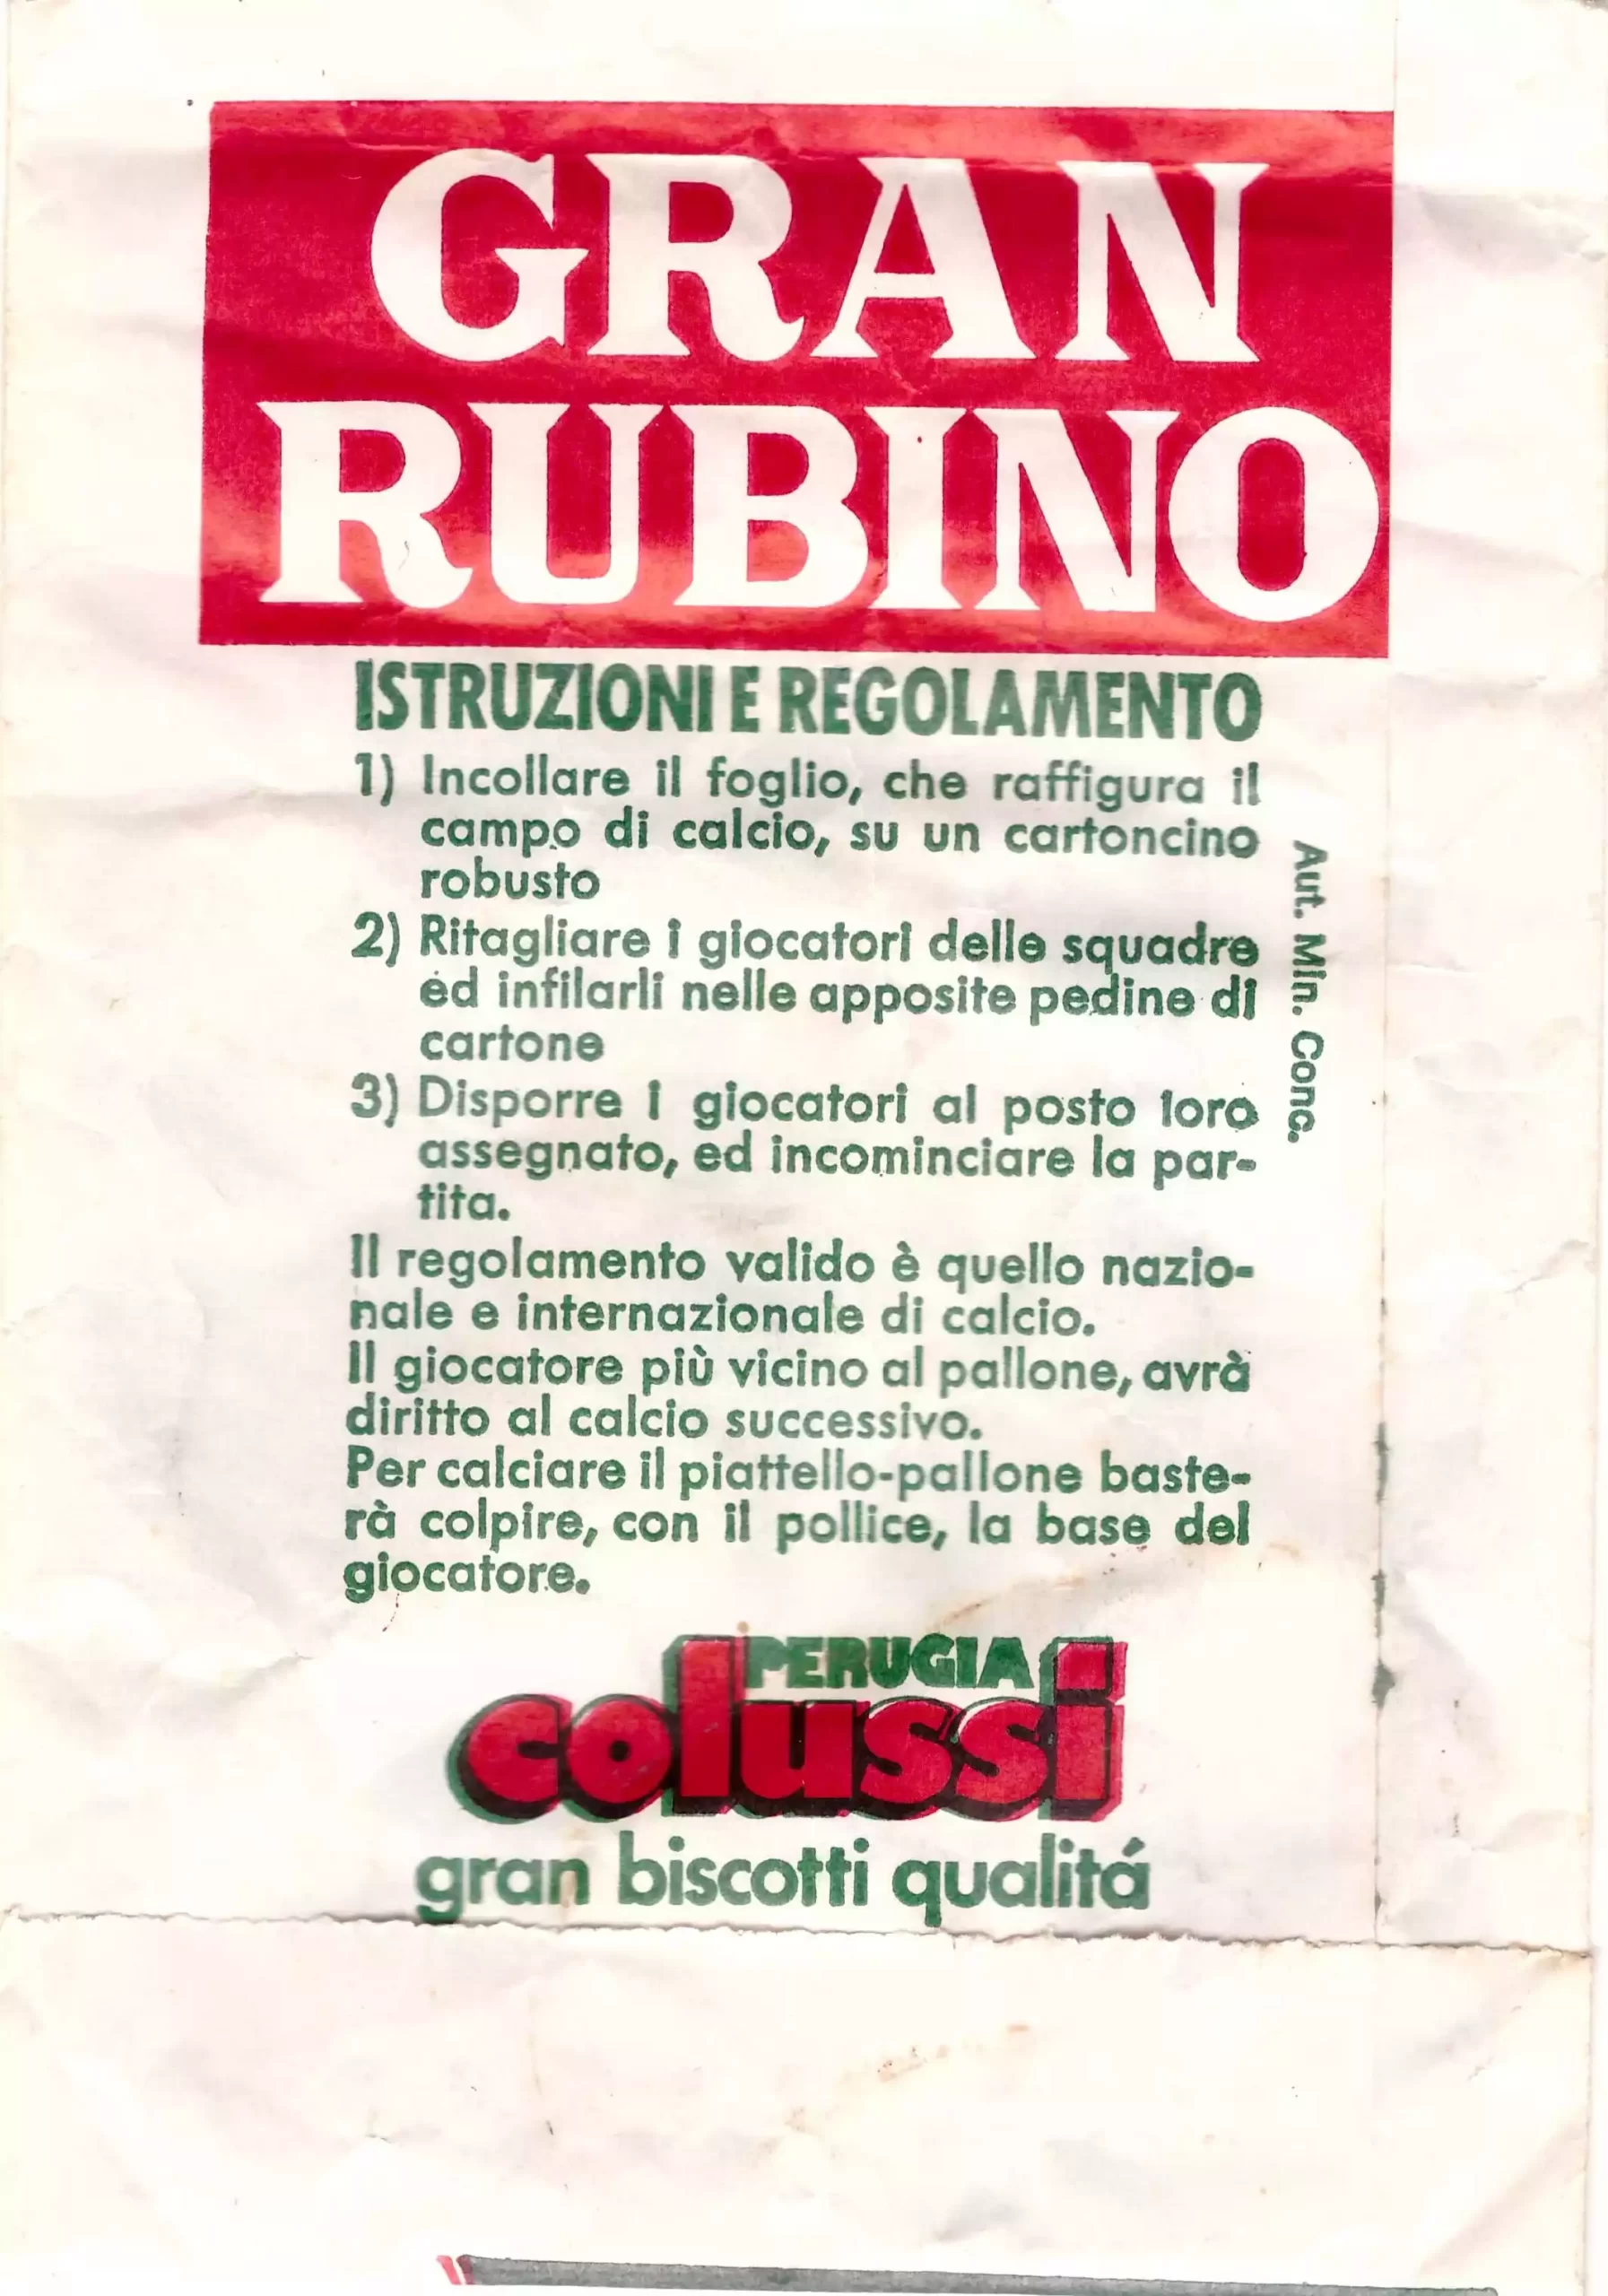 GRAN
RUBINO
ISTRUZIONI E REGOLAMENTO
1) Incollare il foglio, che raffigura il
campo di calcio, su un cartoncino
robusto
2) Ritagliare i giocatori delle squadre
ed infilarli nelle apposite pedine di
cartone
3) Disporre i giocatori al posto loro
assegnato, ed incominciare la par-
tita.
Il regolamento valido è quello nazio-
nale e internazionale di calcio.
Il giocatore più vicino al pallone, avrà
diritto al calcio successivo.
Per calciare il piattello-pallone baste-
rà colpire, con il pollice, la base del
giocatore.
Aut. Min. Conc.
PERUGIA
colussi
gran biscotti qualitá